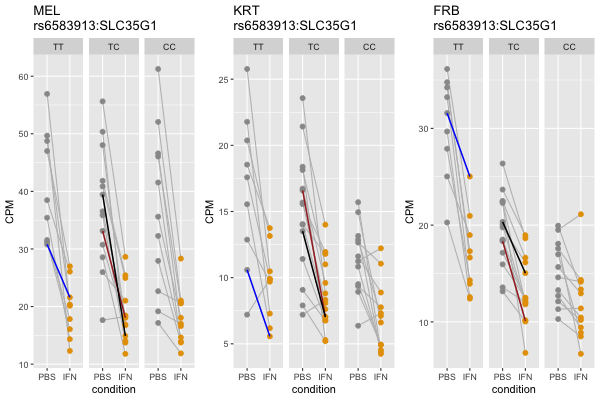 MEL
rs6583913:SLC35G1
TT
TC
CC
60
50
40
30
20
10
CPM
PBS IFN
PBS IFN
PBS IFN
condition
KRT
rs6583913:SLC35G1
TT
TC
CC
25
20
15
10
5
CPM
PBS IFN
PBS IFN
PBS IFN
condition
FRB
rs6583913:SLC35G1
TT
TC
CC
30
20
10
CPM
PBS IFN
PBS IFN
PBS IFN
condition